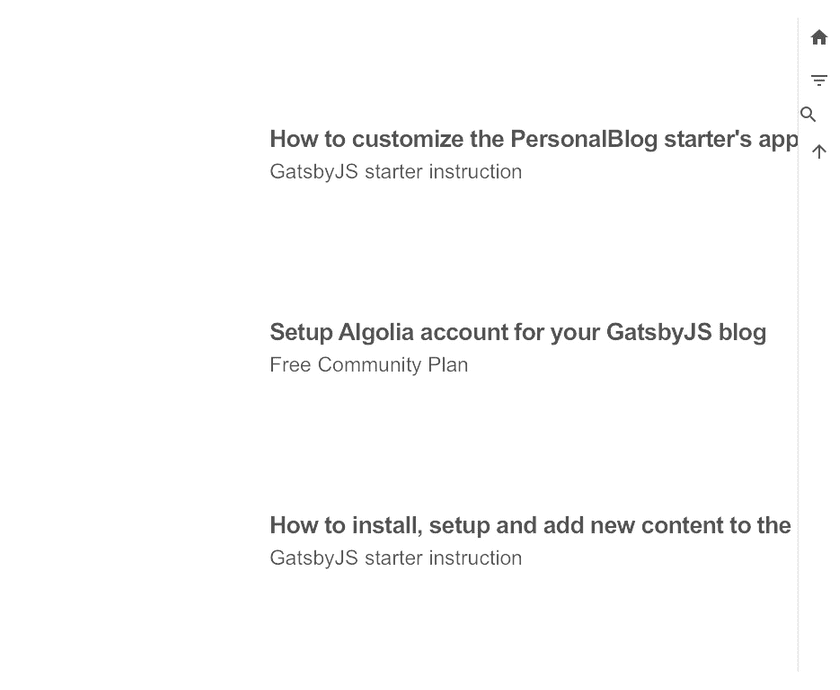 How to customize the PersonalBlog starter's app
GatsbyJS starter instruction
Setup Algolia account for your GatsbyJS blog
Free Community Plan
How to install, setup and add new content to the
GatsbyJS starter instruction